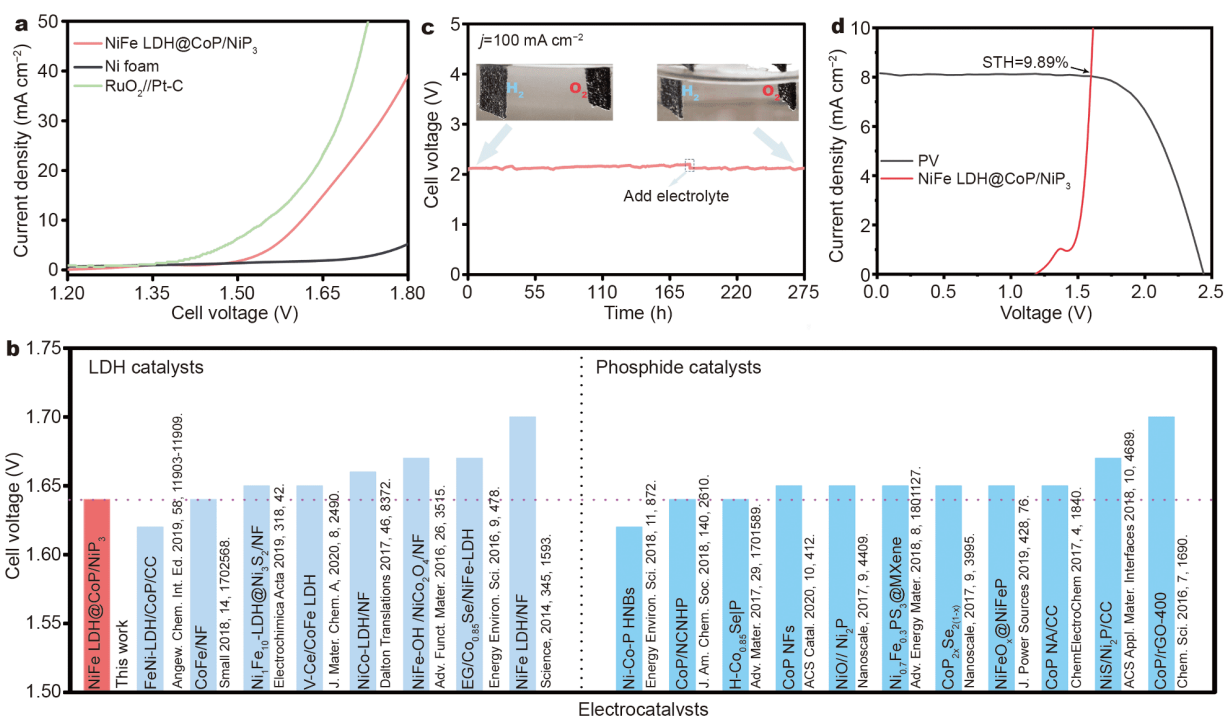 a
50
40
30
20
10
0
Current density (mA cm⁻²)
NiFe LDH@CoP/NiP₃
Ni foam
RuO₂//Pt-C
1.20 1.35 1.50 1.65 1.80
Cell voltage (V)
c
5
4
3
2
1
0
Cell voltage (V)
j=100 mA cm⁻²
H₂ O₂
H₂ O₂
Add electrolyte
0 55 110 165 220 275
Time (h)
d
10
8
6
4
2
0
Current density (mA cm⁻²)
STH=9.89%
PV
NiFe LDH@CoP/NiP₃
0.0 0.5 1.0 1.5 2.0 2.5
Voltage (V)
b
1.75
1.70
1.65
1.60
1.55
1.50
Cell voltage (V)
LDH catalysts
Phosphide catalysts
NiFe LDH@CoP/NiP₃
This work
FeNi-LDH/CoP/CC
Angew. Chem. Int. Ed. 2019, 58, 11903-11909.
CoFe/NF
Small 2018, 14, 1702568.
Ni₁Fe₁₀-LDH@Ni₃S₂/NF
Electrochimica Acta 2019, 318, 42.
V-Ce/CoFe LDH
J. Mater. Chem. A, 2020, 8, 2490.
NiCo-LDH/NF
Dalton Translations 2017, 46, 8372.
NiFe-OH /NiCo₂O₄/NF
Adv. Funct. Mater. 2016, 26, 3515.
EG/Co₀.₈₅Se/NiFe-LDH
Energy Environ. Sci. 2016, 9, 478.
NiFe LDH/NF
Science, 2014, 345, 1593.
Ni-Co-P HNBs
Energy Environ. Sci. 2018, 11, 872.
CoP/NCNHP
J. Am. Chem. Soc. 2018, 140, 2610.
H-Co₀.₈₅Se|P
Adv. Mater. 2017, 29, 1701589.
CoP NFs
ACS Catal. 2020, 10, 412.
NiO// Ni₂P
Nanoscale, 2017, 9, 4409.
Ni₀.₇Fe₀.₃PS₃@MXene
Adv. Energy Mater. 2018, 8, 1801127.
CoP₂ₓSe₂₍₁₋ₓ₎
Nanoscale, 2017, 9, 3995.
NiFeOₓ@NiFeP
J. Power Sources 2019, 428, 76.
CoP NA/CC
ChemElectroChem 2017, 4, 1840.
NiS/Ni₂P/CC
ACS Appl. Mater. Interfaces 2018, 10, 4689.
CoP/rGO-400
Chem. Sci. 2016, 7, 1690.
Electrocatalysts